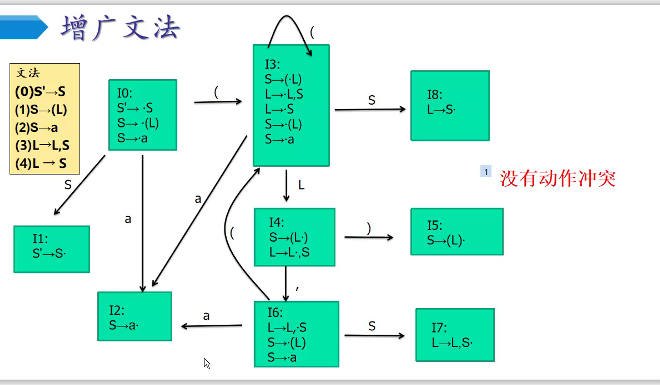 增广文法
文法
(0)S'→S
(1)S→(L)
(2)S→a
(3)L→L,S
(4)L → S
I0:
S'→ ·S
S→ ·(L)
S→·a
(
(
I3:
S→(·L)
L→·L,S
L→·S
S→·(L)
S→·a
S
I8:
L→S·
1
没有动作冲突
S
a
a
L
I1:
S'→S·
(
I4:
S→(L·)
L→L·,S
)
I5:
S→(L)·
,
I2:
S→a·
a
I6:
L→L,·S
S→·(L)
S→·a
S
I7:
L→L,S·